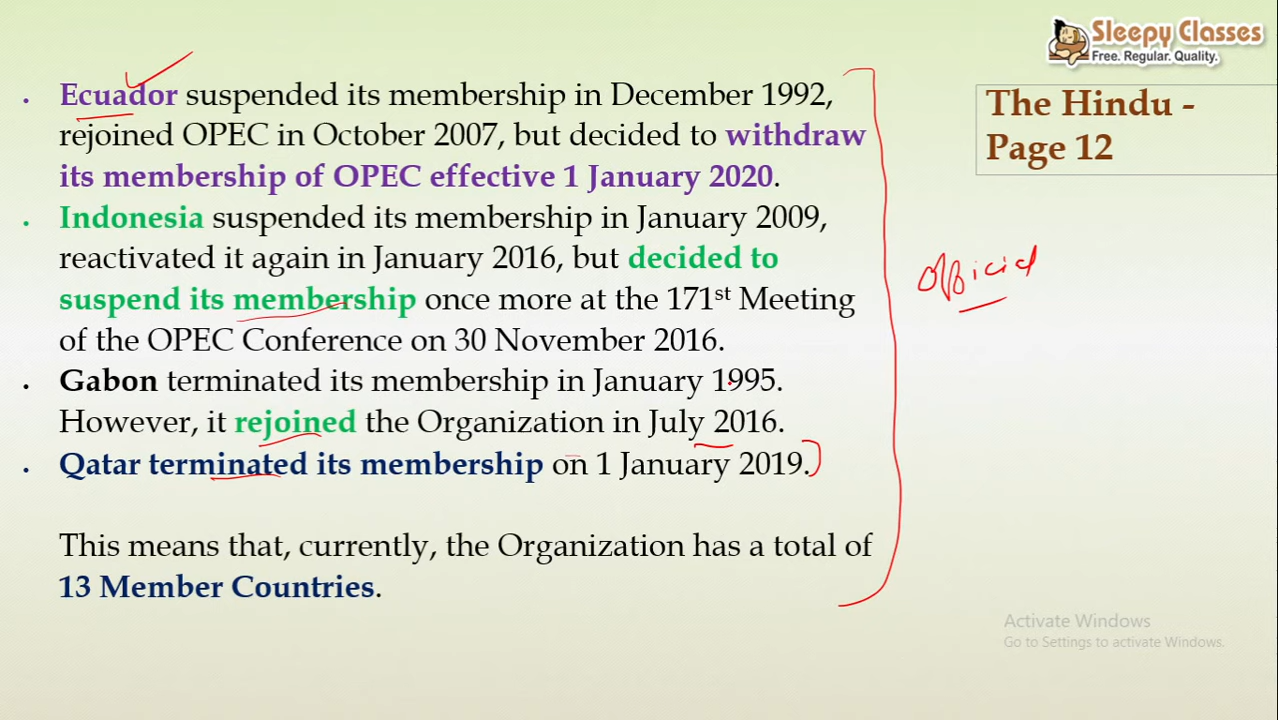 Sleepy Classes
Free. Regular. Quality.
The Hindu -
Page 12
• Ecuador suspended its membership in December 1992,
rejoined OPEC in October 2007, but decided to withdraw
its membership of OPEC effective 1 January 2020.
• Indonesia suspended its membership in January 2009,
reactivated it again in January 2016, but decided to
suspend its membership once more at the 171st Meeting
of the OPEC Conference on 30 November 2016.
• Gabon terminated its membership in January 1995.
However, it rejoined the Organization in July 2016.
• Qatar terminated its membership on 1 January 2019.
This means that, currently, the Organization has a total of
13 Member Countries.
Official
Activate Windows
Go to Settings to activate Windows.